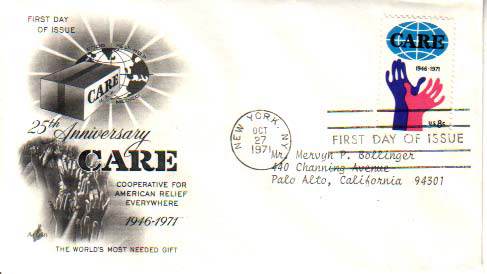 FIRST DAY
OF ISSUE
CARE
25th Anniversary
CARE
COOPERATIVE FOR
AMERICAN RELIEF
EVERYWHERE
1946-1971
THE WORLD'S MOST NEEDED GIFT
NEW YORK, NY
OCT
27
1971
CARE
1946-1971
U.S. 8c
FIRST DAY OF ISSUE
Mr. Mervyn P. Bollinger
440 Channing Avenue
Palo Alto, California 94301